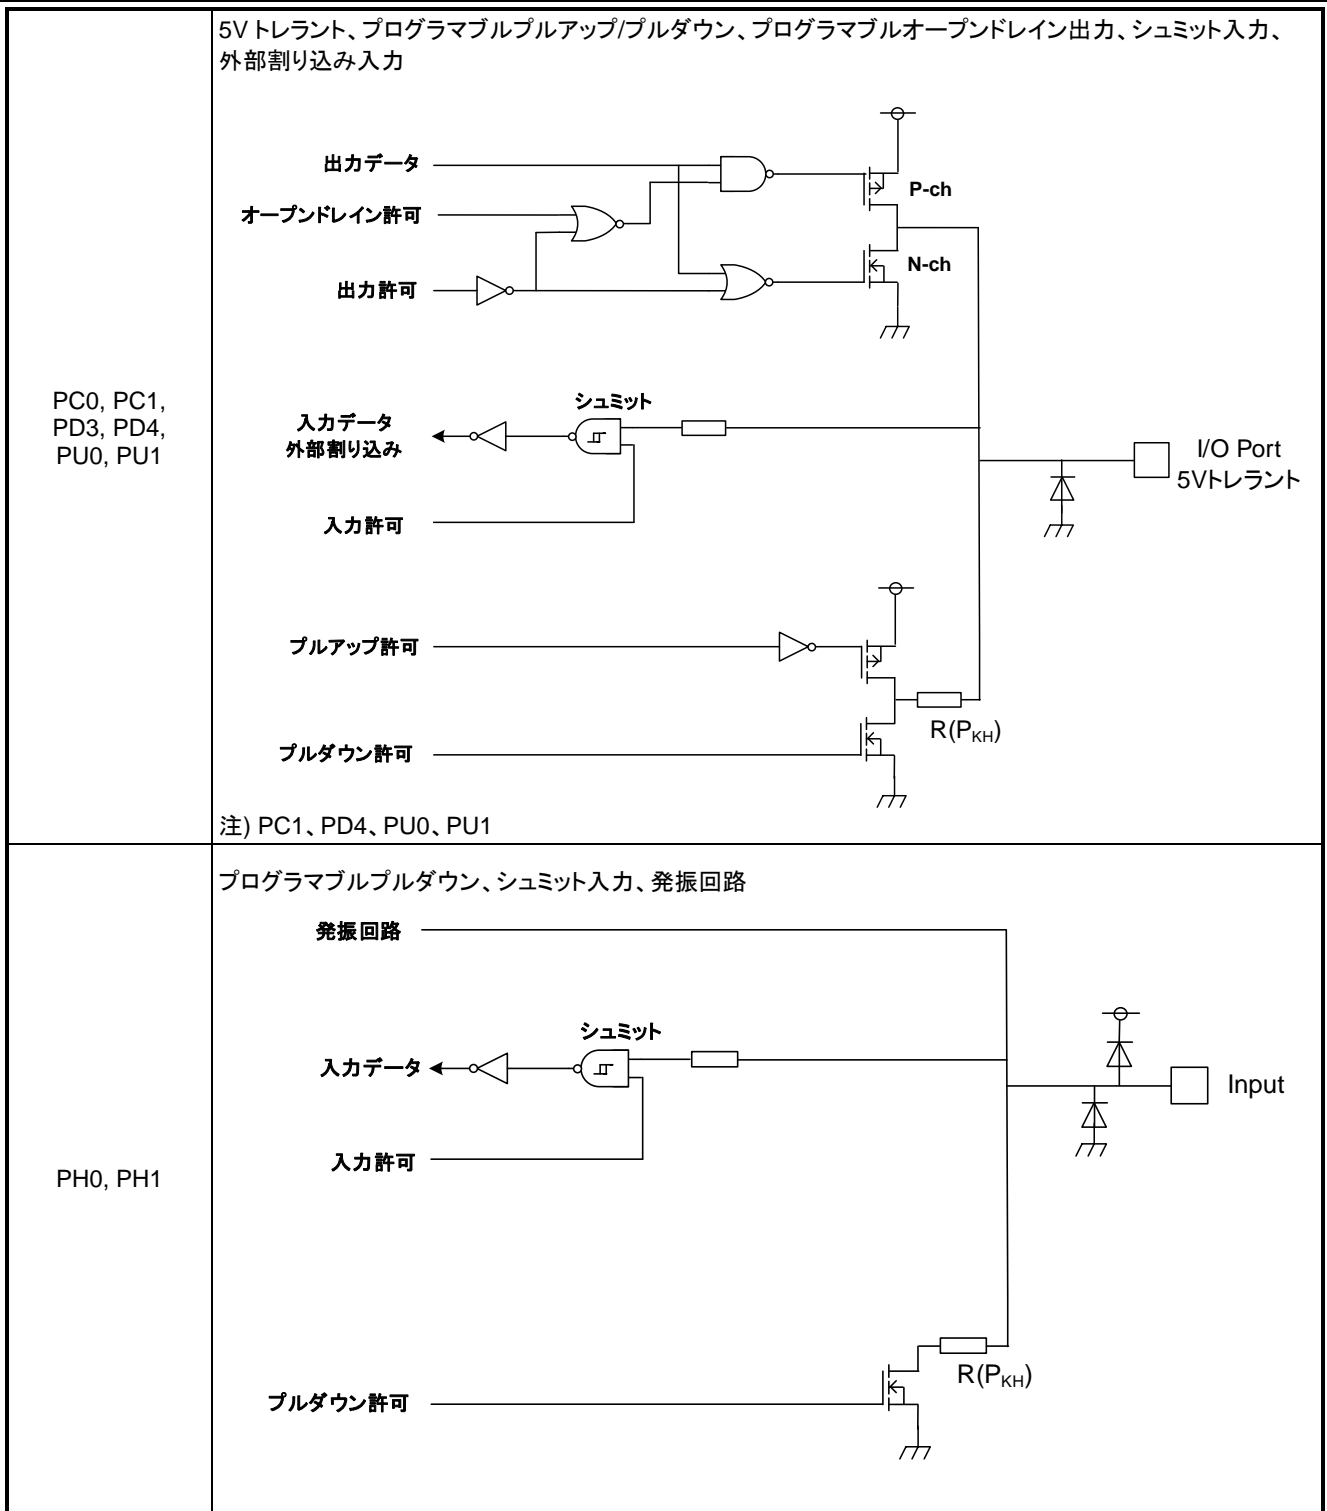 5V トレラント、プログラマブルプルアップ/プルダウン、プログラマブルオープンドレイン出力、シュミット入力、
外部割り込み入力
出力データ
P-ch
オープンドレイン許可
N-ch
出力許可
PC0, PC1,
PD3, PD4,
PU0, PU1
シュミット
入力データ
外部割り込み
I/O Port
5Vトレラント
入力許可
プルアップ許可
R(PKH)
プルダウン許可
注) PC1、PD4、PU0、PU1
プログラマブルプルダウン、シュミット入力、発振回路
発振回路
シュミット
入力データ
Input
入力許可
PH0, PH1
R(PKH)
プルダウン許可